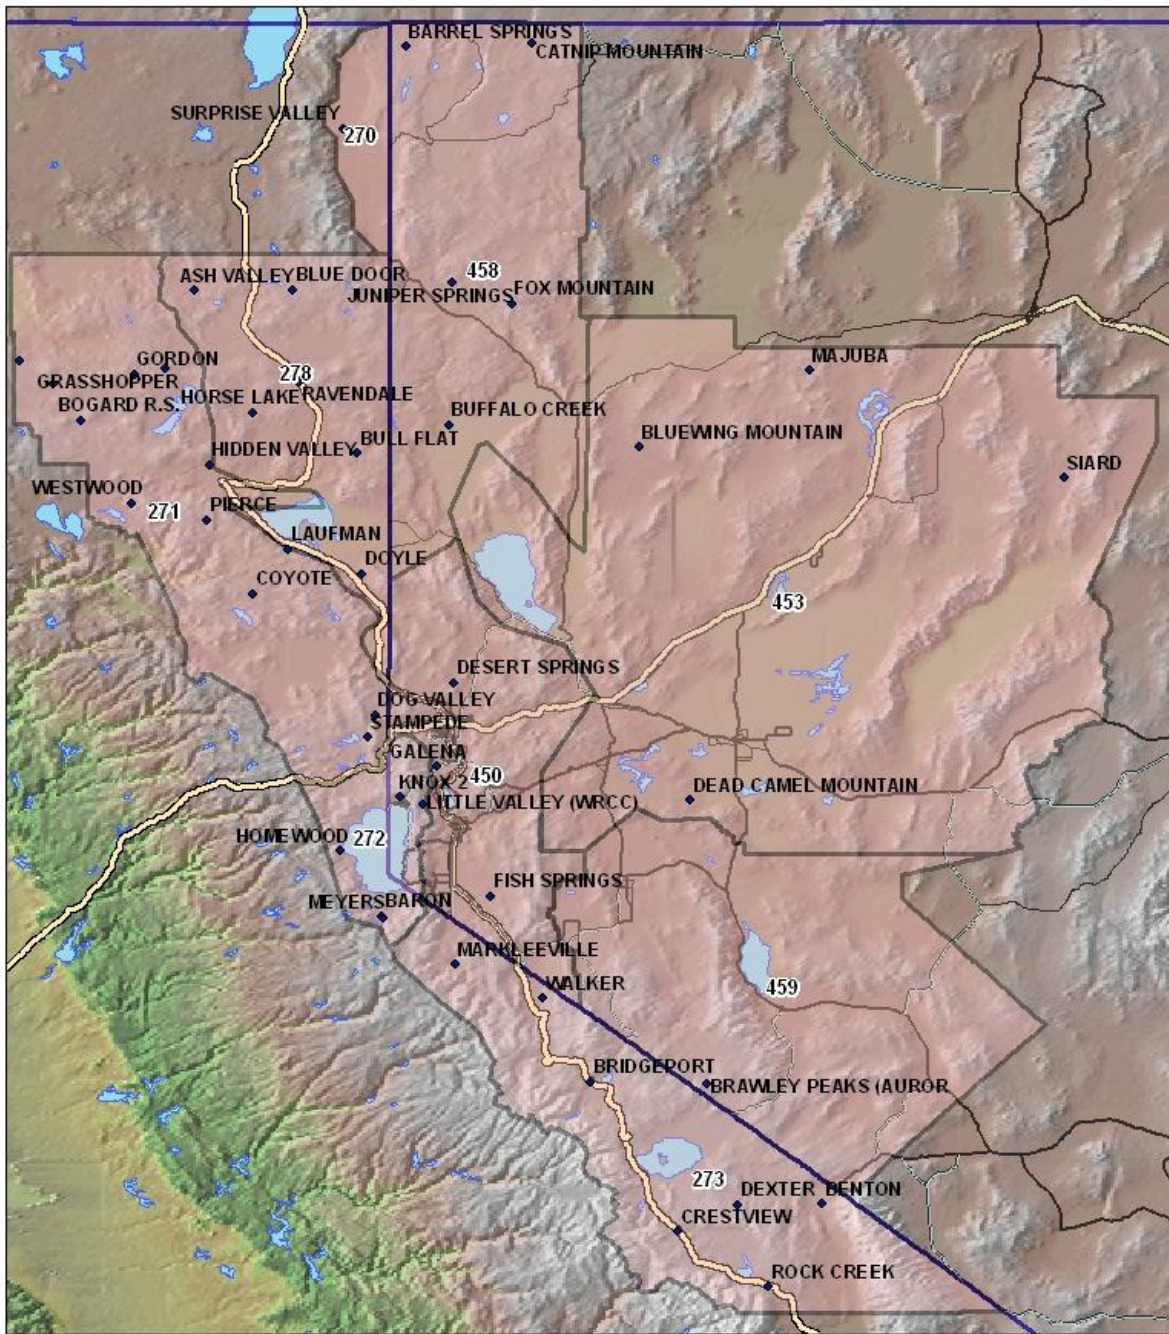 BARREL SPRINGS
CATNIP MOUNTAIN
SURPRISE VALLEY
270
458
ASH VALLEY
BLUE DOOR
JUNIPER SPRINGS
FOX MOUNTAIN
GORDON
MAJUBA
278
GRASSHOPPER
HORSE LAKE
RAVENDALE
BOGARD R.S.
BUFFALO CREEK
BULL FLAT
BLUEWING MOUNTAIN
HIDDEN VALLEY
SIARD
WESTWOOD
271
PIERCE
LAUFMAN
DOYLE
COYOTE
453
DESERT SPRINGS
DOG VALLEY
STAMPEDE
GALENA
450
KNOX 2
DEAD CAMEL MOUNTAIN
LITTLE VALLEY (WRCC)
HOMEWOOD
272
FISH SPRINGS
MEYERS
BARON
MARKLEEVILLE
WALKER
459
BRIDGEPORT
BRAWLEY PEAKS (AUROR
273
DEXTER
BENTON
CRESTVIEW
ROCK CREEK